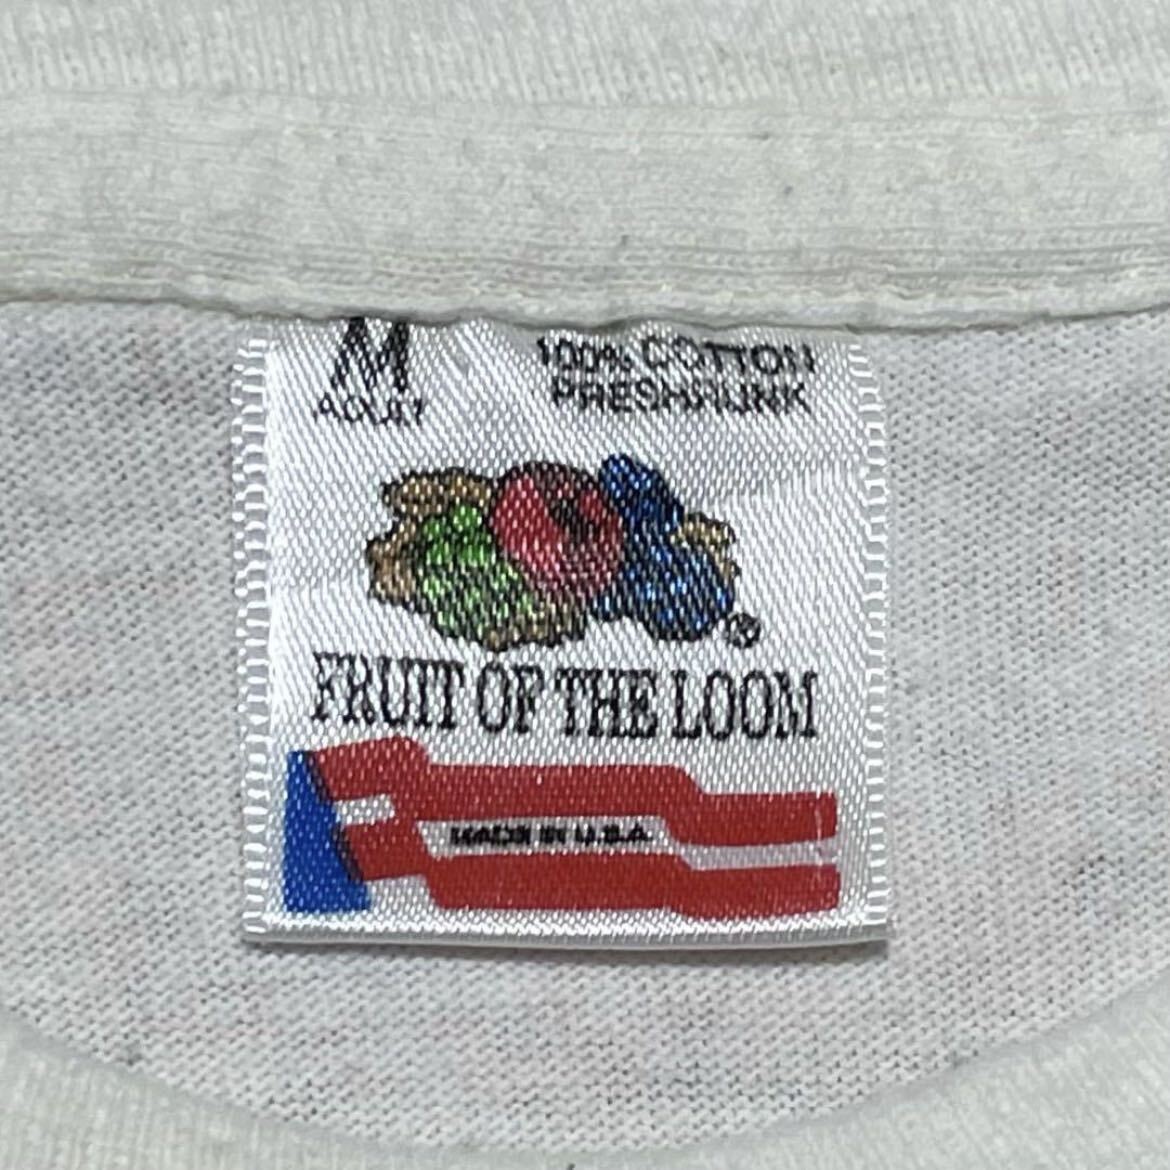 M
ADULT
100% COTTON
PRESHRUNK
®
FRUIT OF THE LOOM
MADE IN U.S.A.